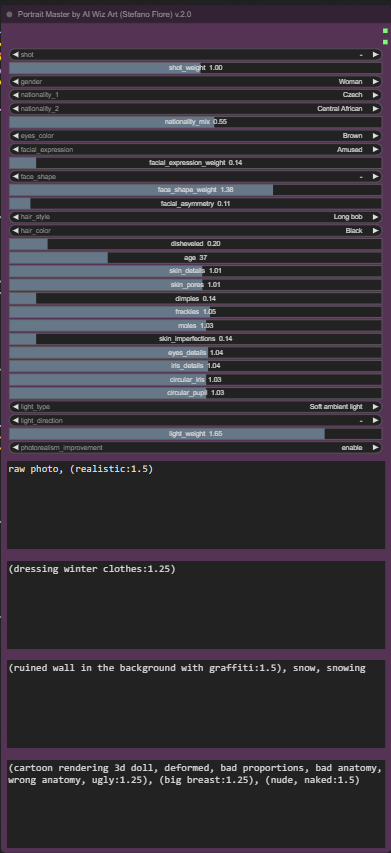 Portrait Master by AI Wiz Art (Stefano Flore) v.2.0
shot -
shot_weight 1.00
gender Woman
nationality_1 Czech
nationality_2 Central African
nationality_mix 0.55
eyes_color Brown
facial_expression Amused
facial_expression_weight 0.14
face_shape -
face_shape_weight 1.38
facial_asymmetry 0.11
hair_style Long bob
hair_color Black
disheveled 0.20
age 37
skin_details 1.01
skin_pores 1.01
dimples 0.14
freckles 1.05
moles 1.03
skin_imperfections 0.14
eyes_details 1.04
iris_details 1.04
circular_iris 1.03
circular_pupil 1.03
light_type Soft ambient light
light_direction -
light_weight 1.65
photorealism_improvement enable
raw photo, (realistic:1.5)
(dressing winter clothes:1.25)
(ruined wall in the background with graffiti:1.5), snow, snowing
(cartoon rendering 3d doll, deformed, bad proportions, bad anatomy,
wrong anatomy, ugly:1.25), (big breast:1.25), (nude, naked:1.5)